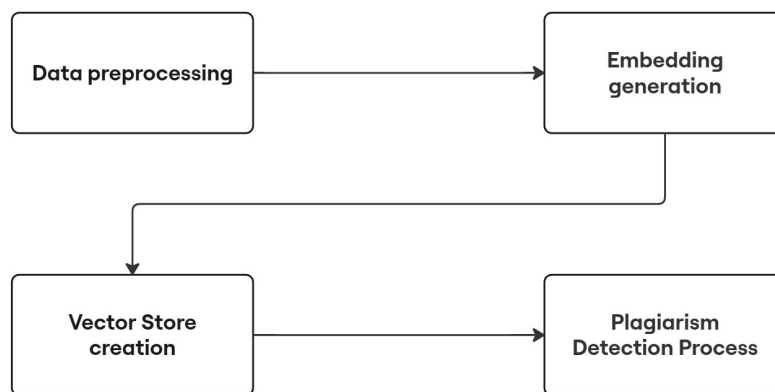 Data preprocessing
Embedding
generation
Vector Store
creation
Plagiarism
Detection Process